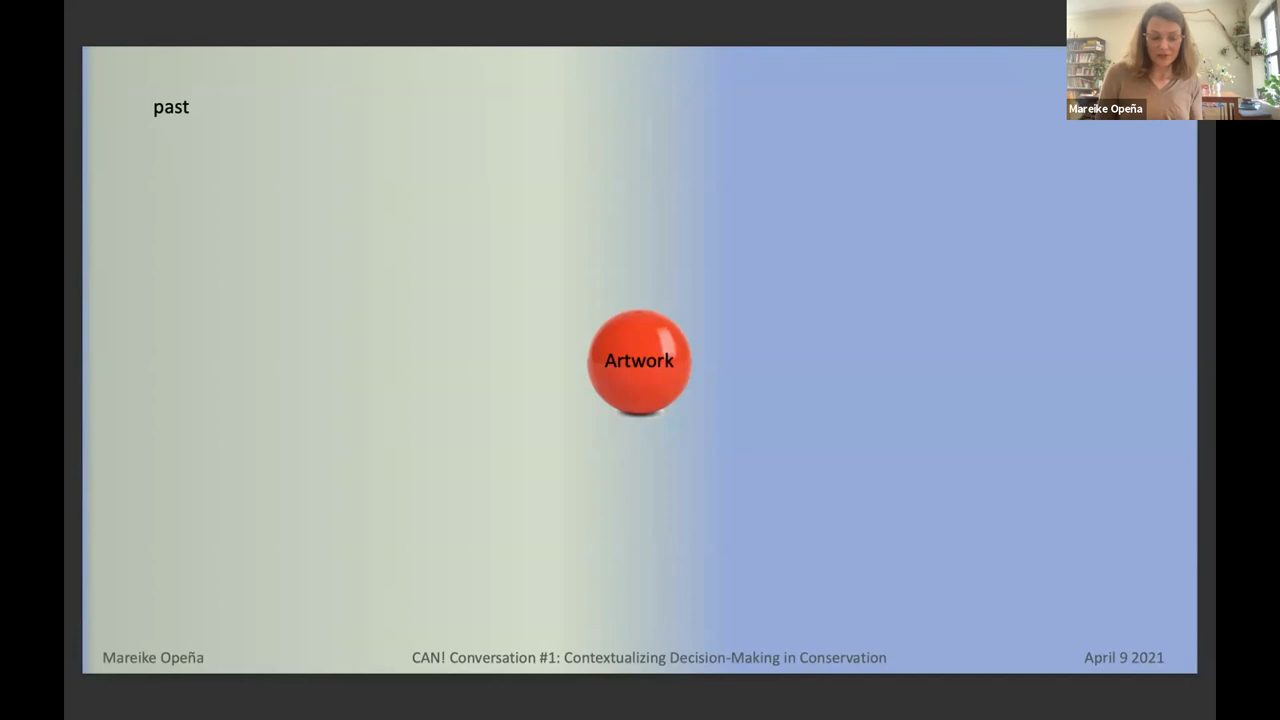 past
Mareike Opeña
Artwork
Mareike Opeña
CAN! Conversation #1: Contextualizing Decision-Making in Conservation
April 9 2021